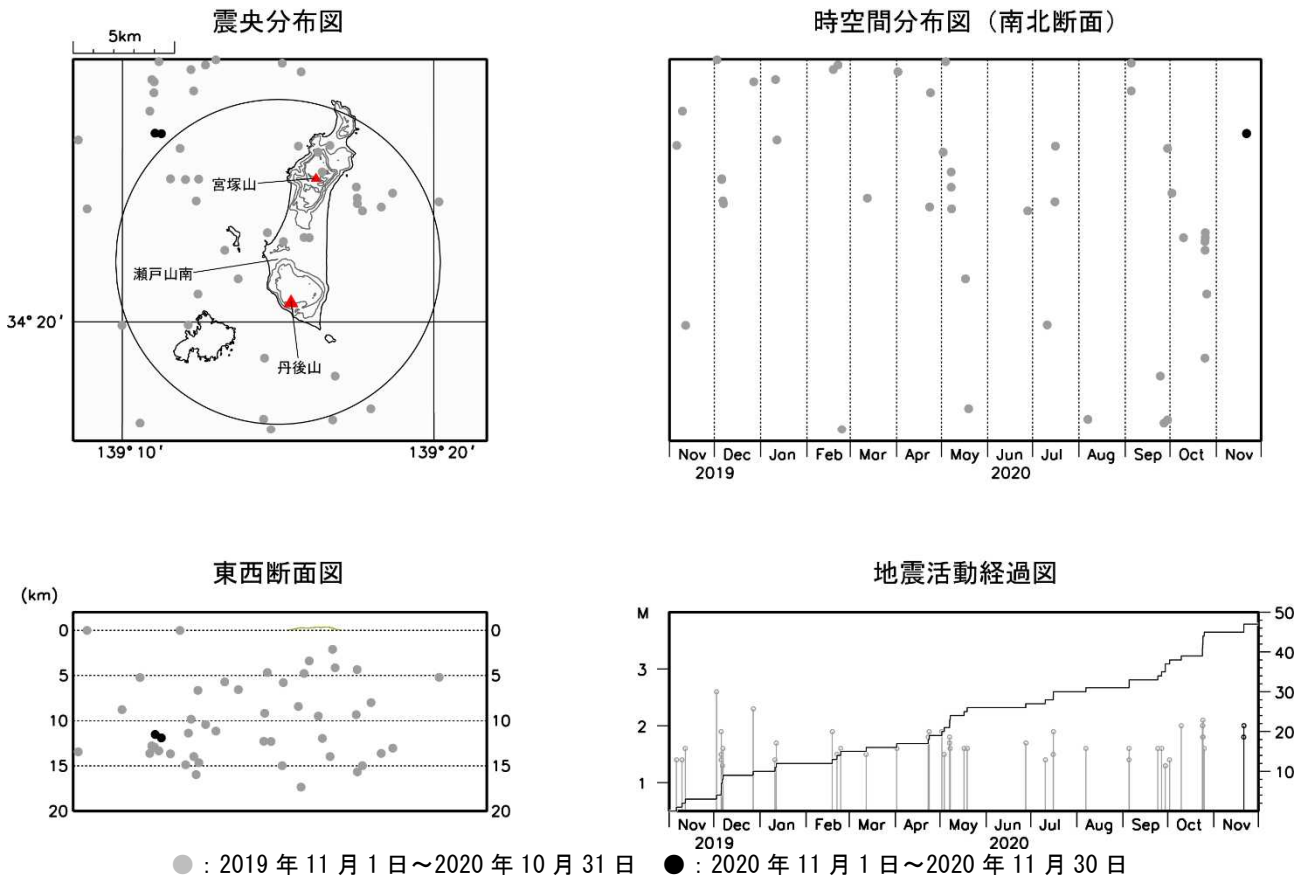 震央分布図
5km
宮塚山
瀬戸山南
丹後山
34° 20′
139° 10′ 139° 20′
時空間分布図（南北断面）
Nov Dec Jan Feb Mar Apr May Jun Jul Aug Sep Oct Nov
2019 2020
東西断面図
(km)
0 0
5 5
10 10
15 15
20 20
地震活動経過図
M 50
3 40
30
2 20
1 10
Nov Dec Jan Feb Mar Apr May Jun Jul Aug Sep Oct Nov
2019 2020
：2019 年 11 月 1 日～2020 年 10 月 31 日 ：2020 年 11 月 1 日～2020 年 11 月 30 日